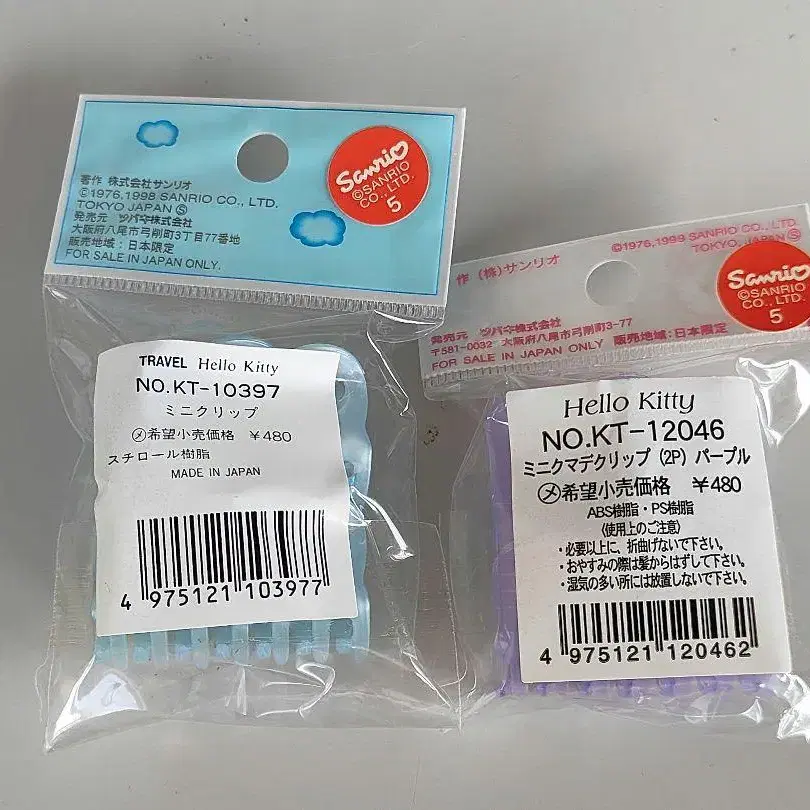 著作 株式会社サンリオ
©1976,1998 SANRIO CO., LTD.
TOKYO JAPAN Ⓢ
発売元 ツバキ株式会社
大阪府八尾市弓削町3丁目77番地
販売地域:日本限定
FOR SALE IN JAPAN ONLY.
Sanrio
©SANRIO
CO., LTD.
5
TRAVEL Hello Kitty
NO.KT-10397
ミニクリップ
㋱希望小売価格 ¥480
スチロール樹脂
MADE IN JAPAN
4 975121 103977
作 (株)サンリオ
©1976,1999 SANRIO CO., LTD.
TOKYO, JAPAN Ⓢ
発売元 ツバキ株式会社
〒581-0032 大阪府八尾市弓削町3-77
FOR SALE IN JAPAN ONLY 販売地域:日本限定
Sanrio
©SANRIO
CO., LTD.
5
Hello Kitty
NO.KT-12046
ミニクマデクリップ (2P) パープル
㋱希望小売価格 ¥480
ABS樹脂・PS樹脂
(使用上のご注意)
・必要以上に、折曲げないで下さい。
・おやすみの際は髪からはずして下さい。
・湿気の多い所には放置しないで下さい。
4 975121 120462